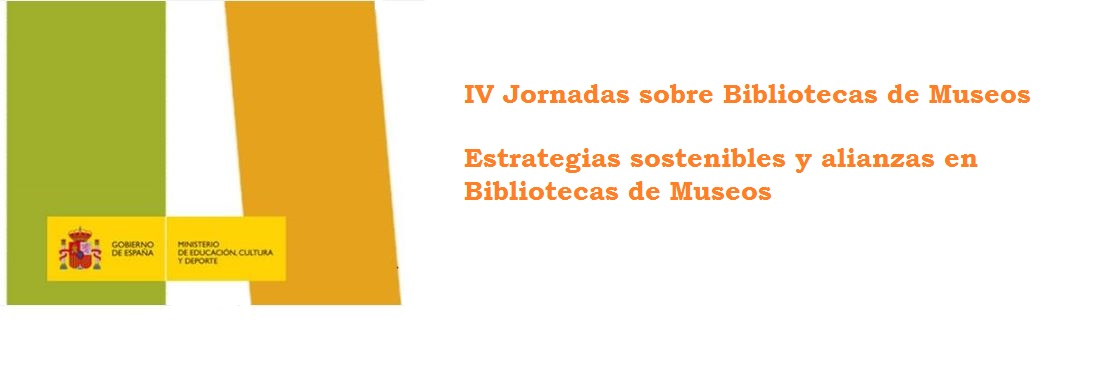 IV Jornadas sobre Bibliotecas de Museos
Estrategias sostenibles y alianzas en
Bibliotecas de Museos
GOBIERNO
DE ESPAÑA
MINISTERIO
DE EDUCACIÓN, CULTURA
Y DEPORTE